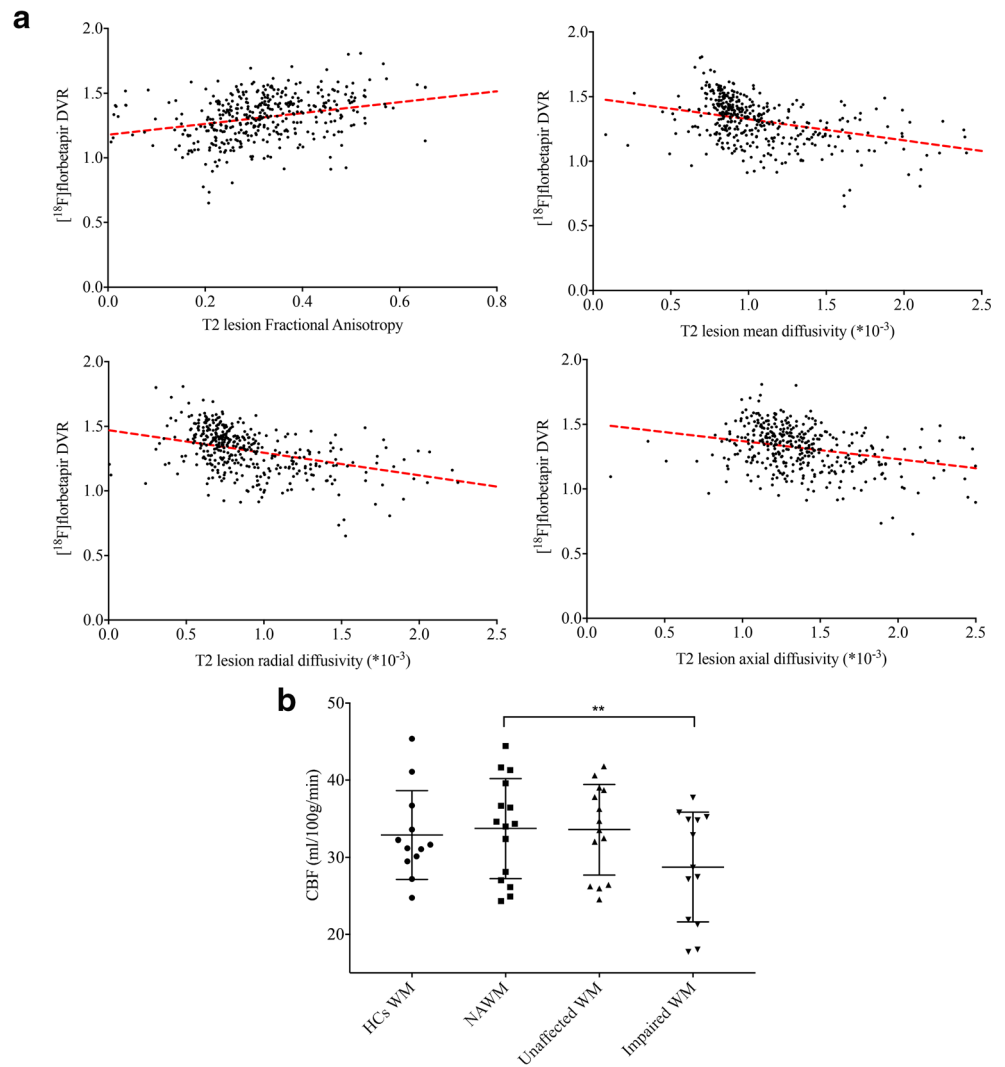 a
2.0
1.5
1.0
0.5
0.0
[¹⁸F]florbetapir DVR
0.0 0.2 0.4 0.6 0.8
T2 lesion Fractional Anisotropy
2.0
1.5
1.0
0.5
0.0
[¹⁸F]florbetapir DVR
0.0 0.5 1.0 1.5 2.0 2.5
T2 lesion mean diffusivity (*10⁻³)
2.0
1.5
1.0
0.5
0.0
[¹⁸F]florbetapir DVR
0.0 0.5 1.0 1.5 2.0 2.5
T2 lesion radial diffusivity (*10⁻³)
2.0
1.5
1.0
0.5
0.0
[¹⁸F]florbetapir DVR
0.0 0.5 1.0 1.5 2.0 2.5
T2 lesion axial diffusivity (*10⁻³)
b
50
40
30
20
CBF (ml/100g/min)
**
HCs WM
NAWM
Unaffected WM
Impaired WM